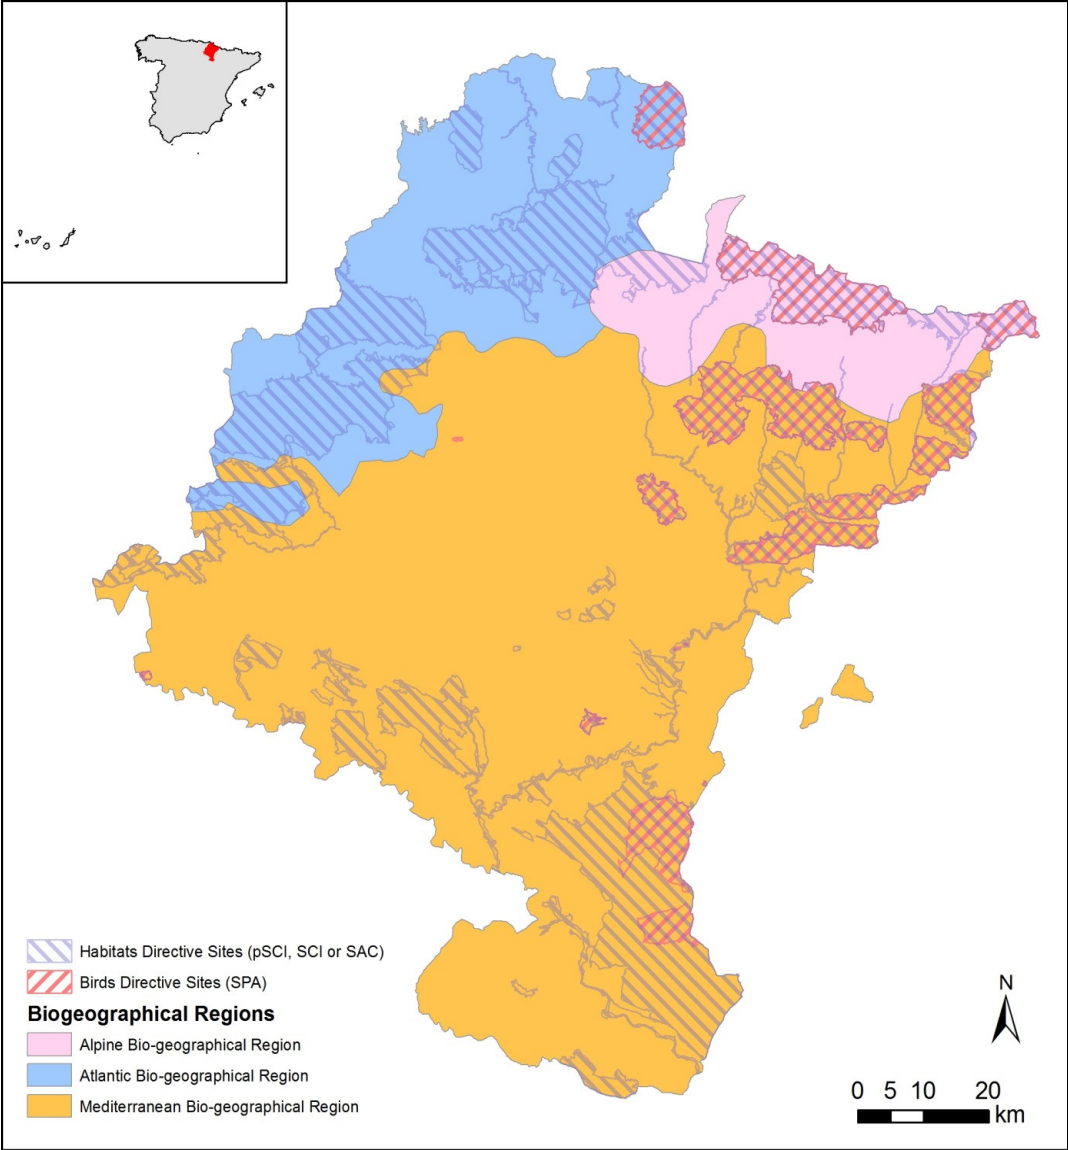 Habitats Directive Sites (pSCI, SCI or SAC)
Birds Directive Sites (SPA)
Biogeographical Regions
Alpine Bio-geographical Region
Atlantic Bio-geographical Region
Mediterranean Bio-geographical Region
N
0 5 10 20
km